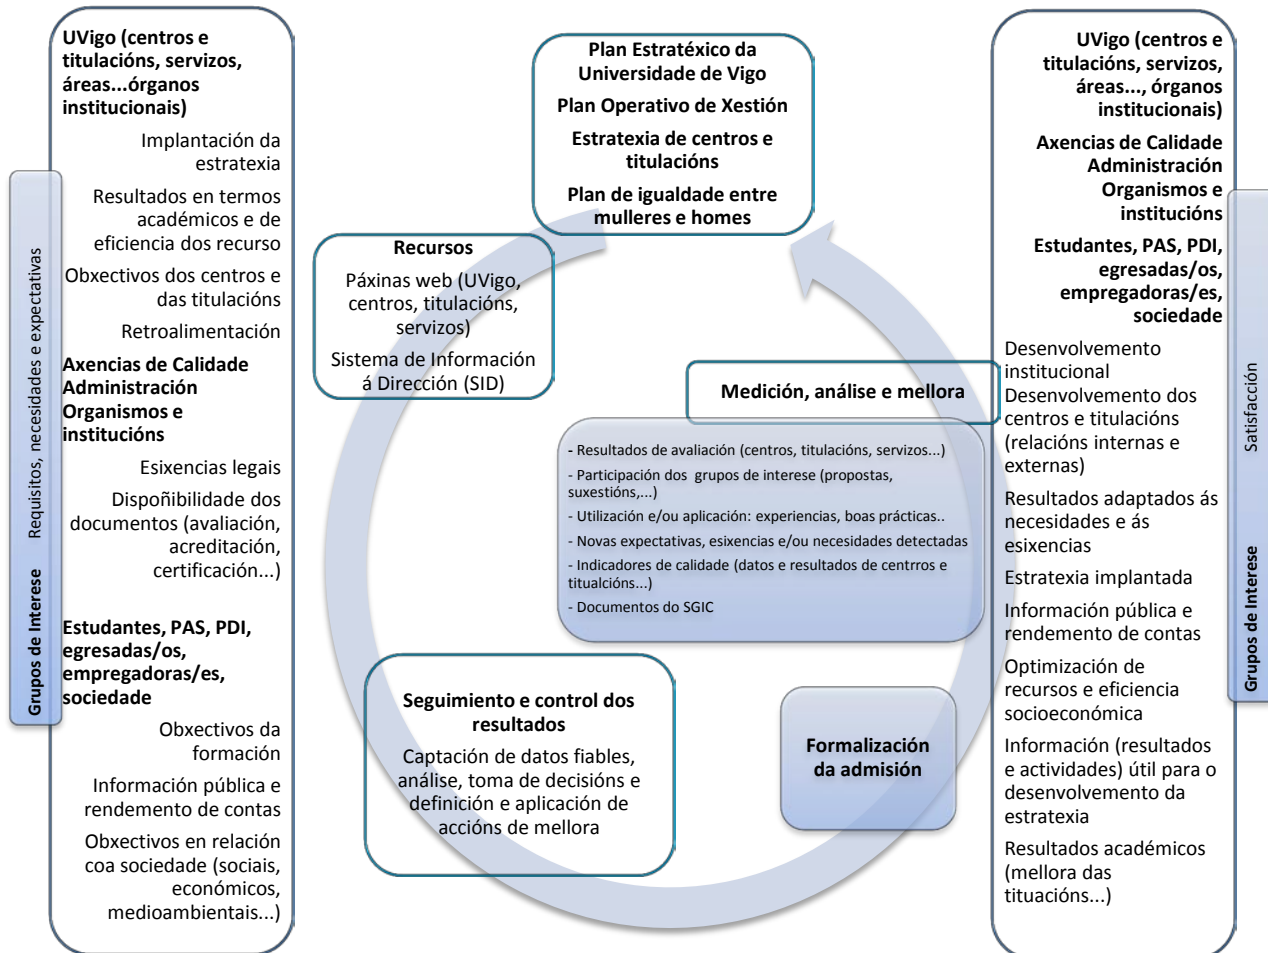 UVigo (centros e
titulacións, servizos,
áreas...órganos
institucionais)
Implantación da
estratexia
Resultados en termos
académicos e de
eficiencia dos recurso
Obxectivos dos centros e
das titulacións
Retroalimentación
Axencias de Calidade
Administración
Organismos e
institucións
Esixencias legais
Dispoñibilidade dos
documentos (avaliación,
acreditación,
certificación...)
Estudantes, PAS, PDI,
egresadas/os,
empregadoras/es,
sociedade
Obxectivos da
formación
Información pública e
rendemento de contas
Obxectivos en relación
coa sociedade (sociais,
económicos,
medioambientais...)
Grupos de Interese Requisitos, necesidades e expectativas
Plan Estratéxico da
Universidade de Vigo
Plan Operativo de Xestión
Estratexia de centros e
titulacións
Plan de igualdade entre
mulleres e homes
Recursos
Páxinas web (UVigo,
centros, titulacións,
servizos)
Sistema de Información
á Dirección (SID)
Medición, análise e mellora
- Resultados de avaliación (centros, titulacións, servizos...)
- Participación dos grupos de interese (propostas,
suxestións,...)
- Utilización e/ou aplicación: experiencias, boas prácticas..
- Novas expectativas, esixencias e/ou necesidades detectadas
- Indicadores de calidade (datos e resultados de centrros e
titualcións...)
- Documentos do SGIC
Seguimiento e control dos
resultados
Captación de datos fiables,
análise, toma de decisións e
definición e aplicación de
accións de mellora
Formalización
da admisión
UVigo (centros e
titulacións, servizos,
áreas..., órganos
institucionais)
Axencias de Calidade
Administración
Organismos e
institucións
Estudantes, PAS, PDI,
egresadas/os,
empregadoras/es,
sociedade
Desenvolvemento
institucional
Desenvolvemento dos
centros e titulacións
(relacións internas e
externas)
Resultados adaptados ás
necesidades e ás
esixencias
Estratexia implantada
Información pública e
rendemento de contas
Optimización de
recursos e eficiencia
socioeconómica
Información (resultados
e actividades) útil para o
desenvolvemento da
estratexia
Resultados académicos
(mellora das
tituacións...)
Grupos de Interese Satisfacción